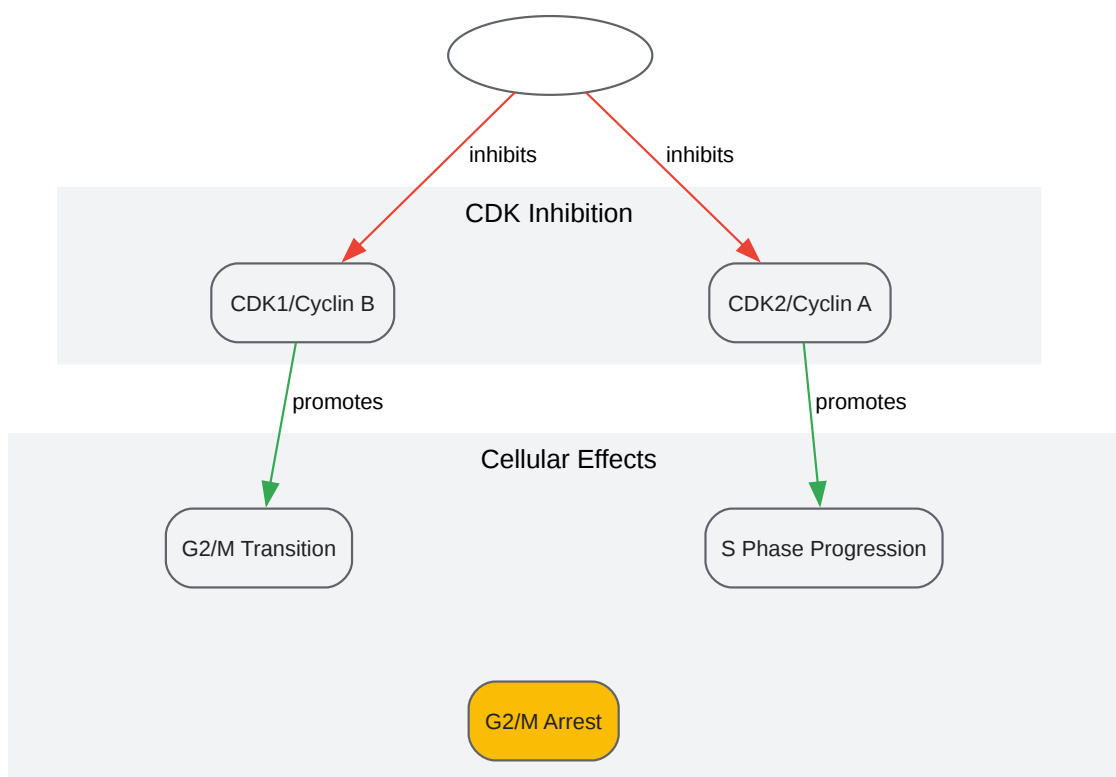 inhibits
inhibits
CDK Inhibition
CDK1/Cyclin B
CDK2/Cyclin A
promotes
promotes
Cellular Effects
G2/M Transition
S Phase Progression
G2/M Arrest